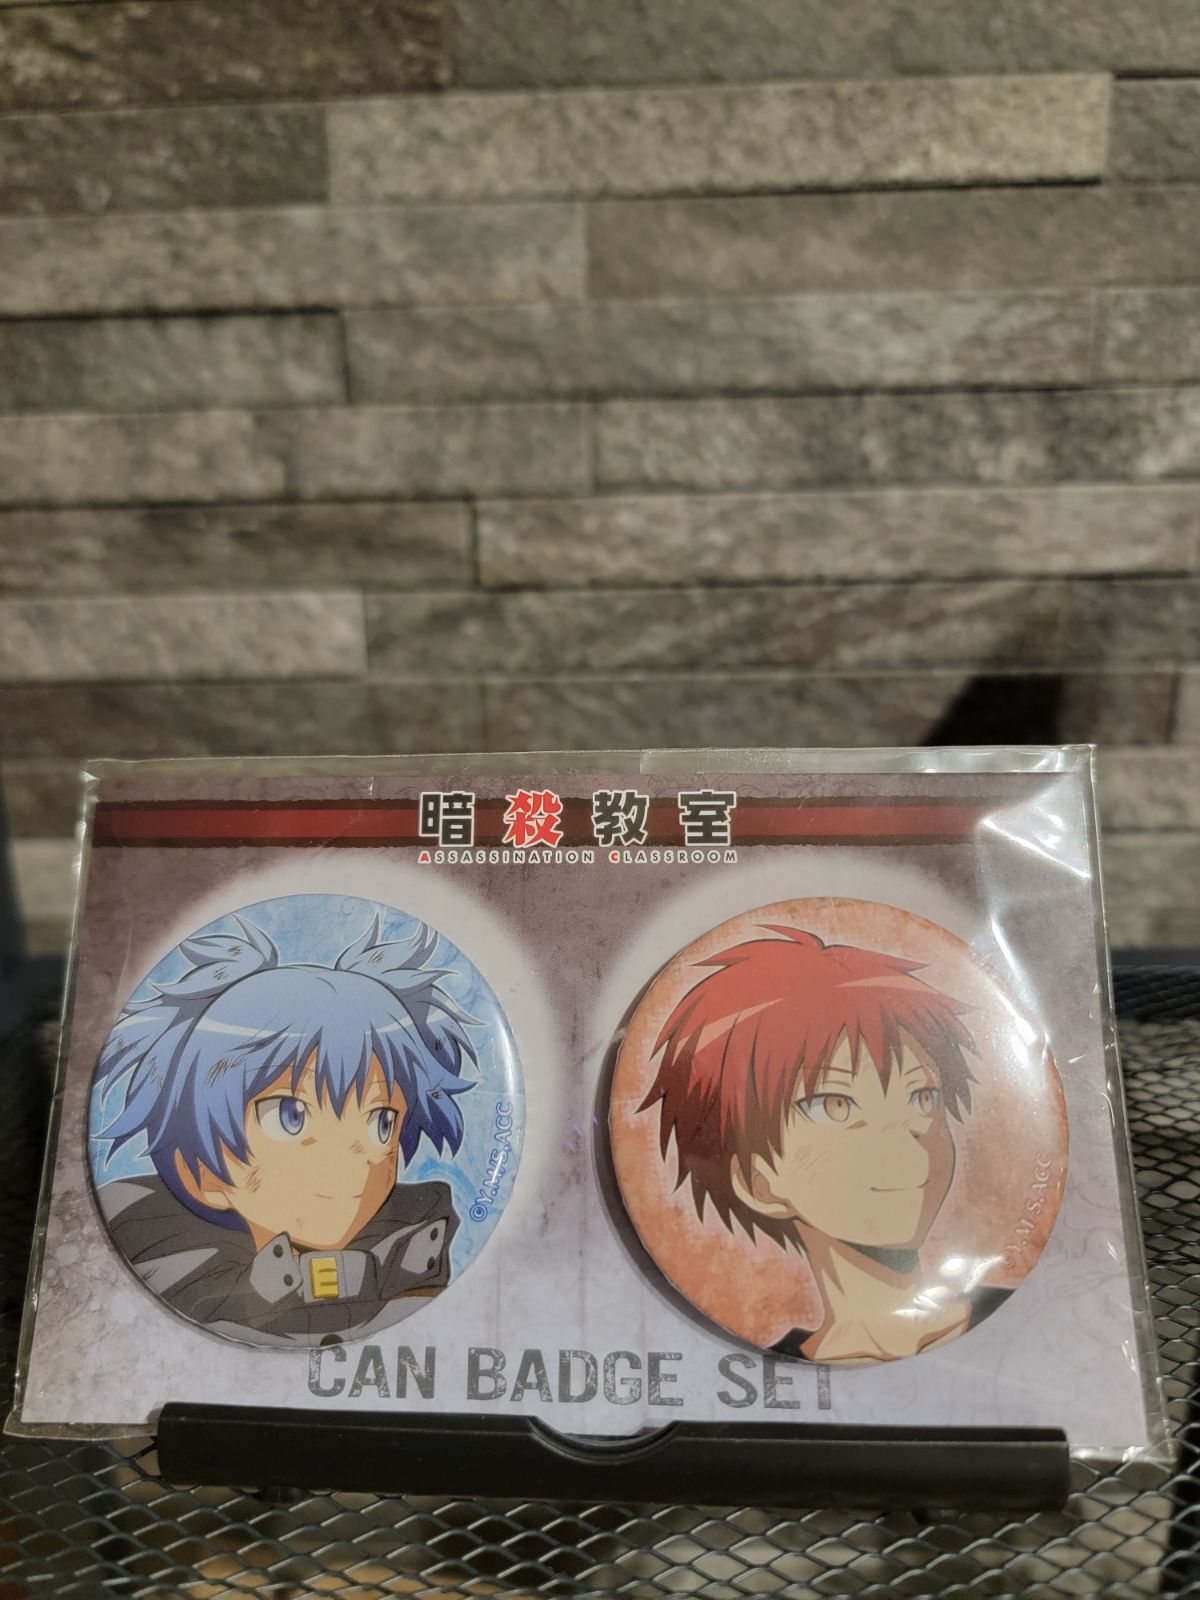 暗殺教室
ASSASSINATION CLASSROOM
©Y.M/S,ACC
©Y.M/S,ACC
E
CAN BADGE SET